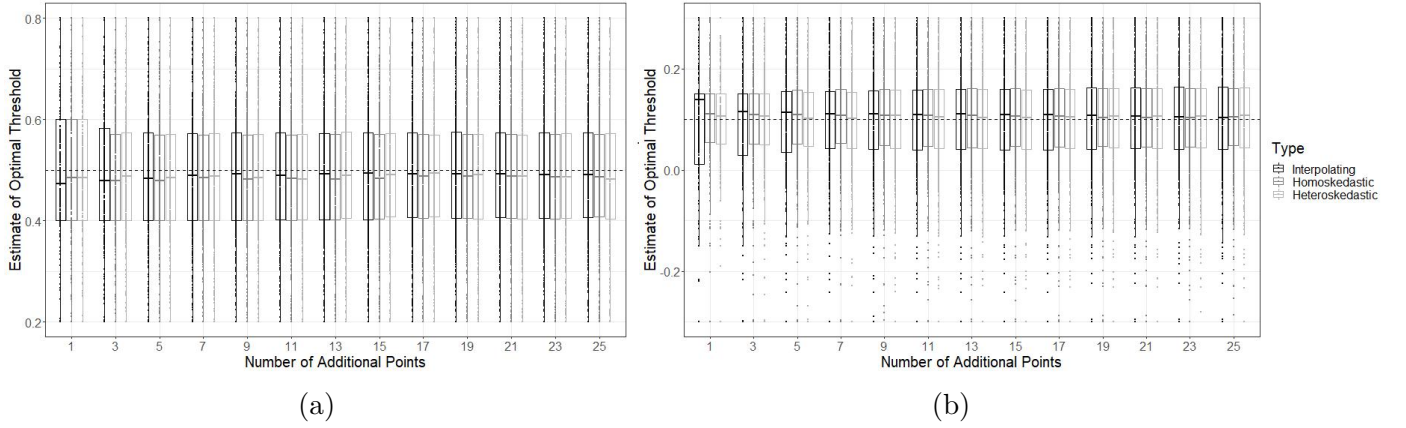 Estimate of Optimal Threshold
0.8
0.6
0.4
0.2
1 3 5 7 9 11 13 15 17 19 21 23 25
Number of Additional Points
(a)
Estimate of Optimal Threshold
0.2
0.0
-0.2
1 3 5 7 9 11 13 15 17 19 21 23 25
Number of Additional Points
(b)
Type
Interpolating
Homoskedastic
Heteroskedastic